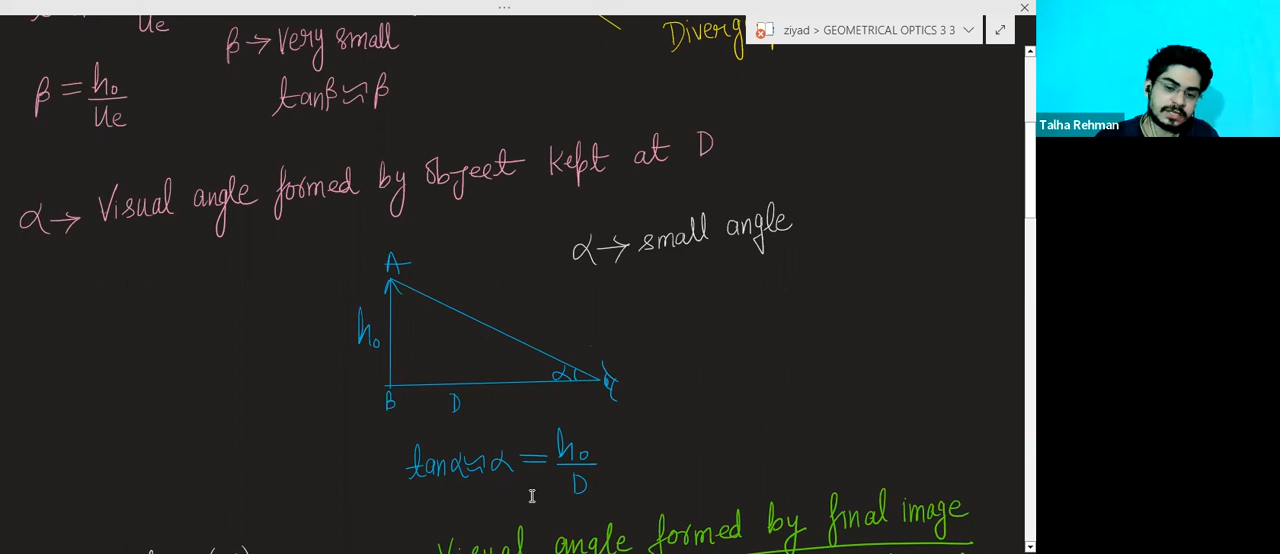 Ue
β → Very small
Diverg
ziyad > GEOMETRICAL OPTICS 3 3
β = h₀/Ue
tanβ ≈ β
Talha Rehman
α → Visual angle formed by object kept at D
α → small angle
A
h₀
α
B
D
tanα ≈ α = h₀/D
Visual angle formed by final image